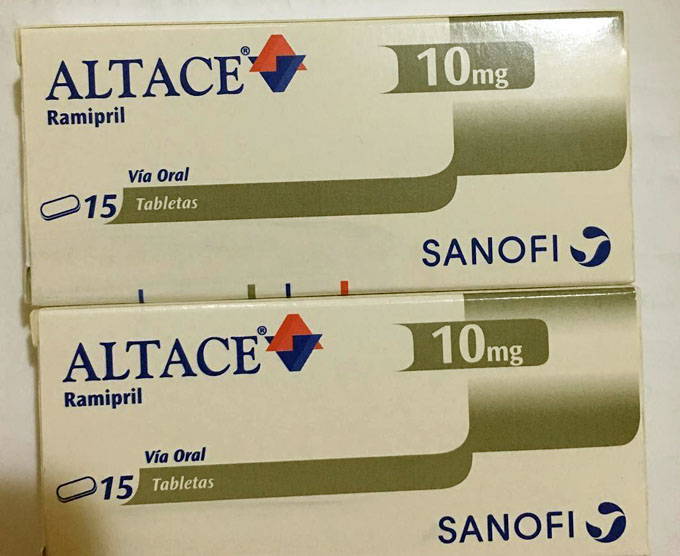 ALTACE®
10mg
Ramipril
Vía Oral
15 Tabletas
SANOFI
ALTACE®
10mg
Ramipril
Vía Oral
15 Tabletas
SANOFI